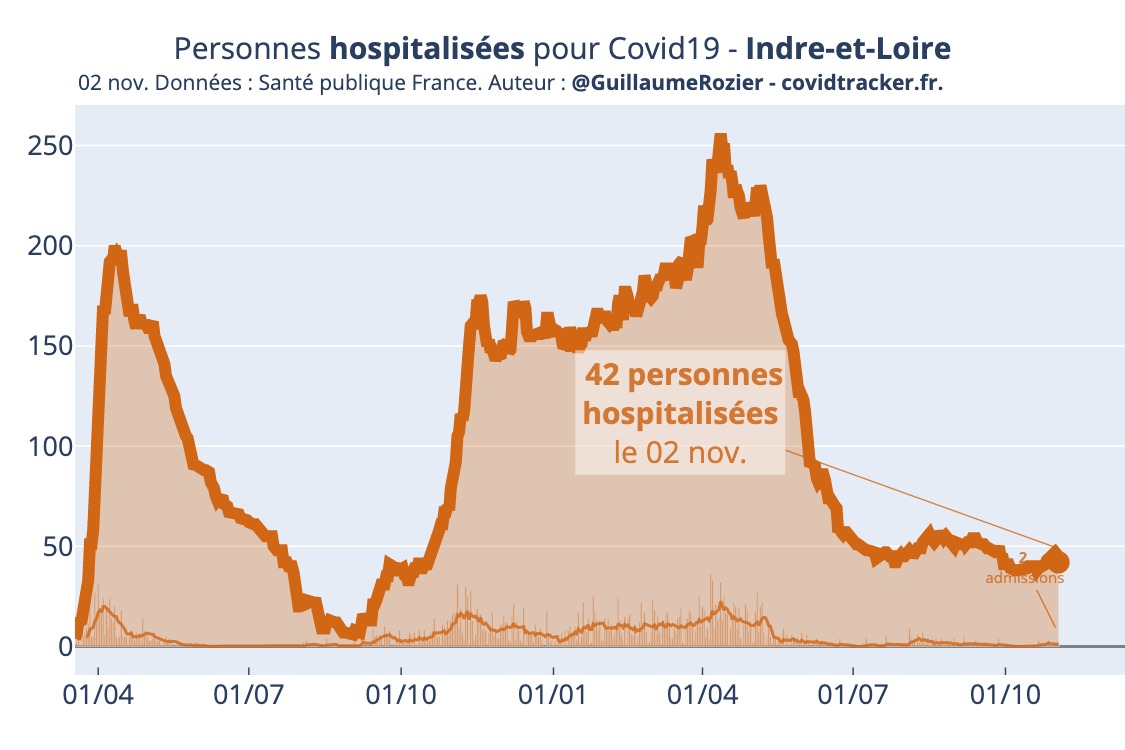 Personnes hospitalisées pour Covid19 - Indre-et-Loire
02 nov. Données : Santé publique France. Auteur : @GuillaumeRozier - covidtracker.fr.
250
200
150
100
50
0
42 personnes
hospitalisées
le 02 nov.
2
admissions
01/04 01/07 01/10 01/01 01/04 01/07 01/10